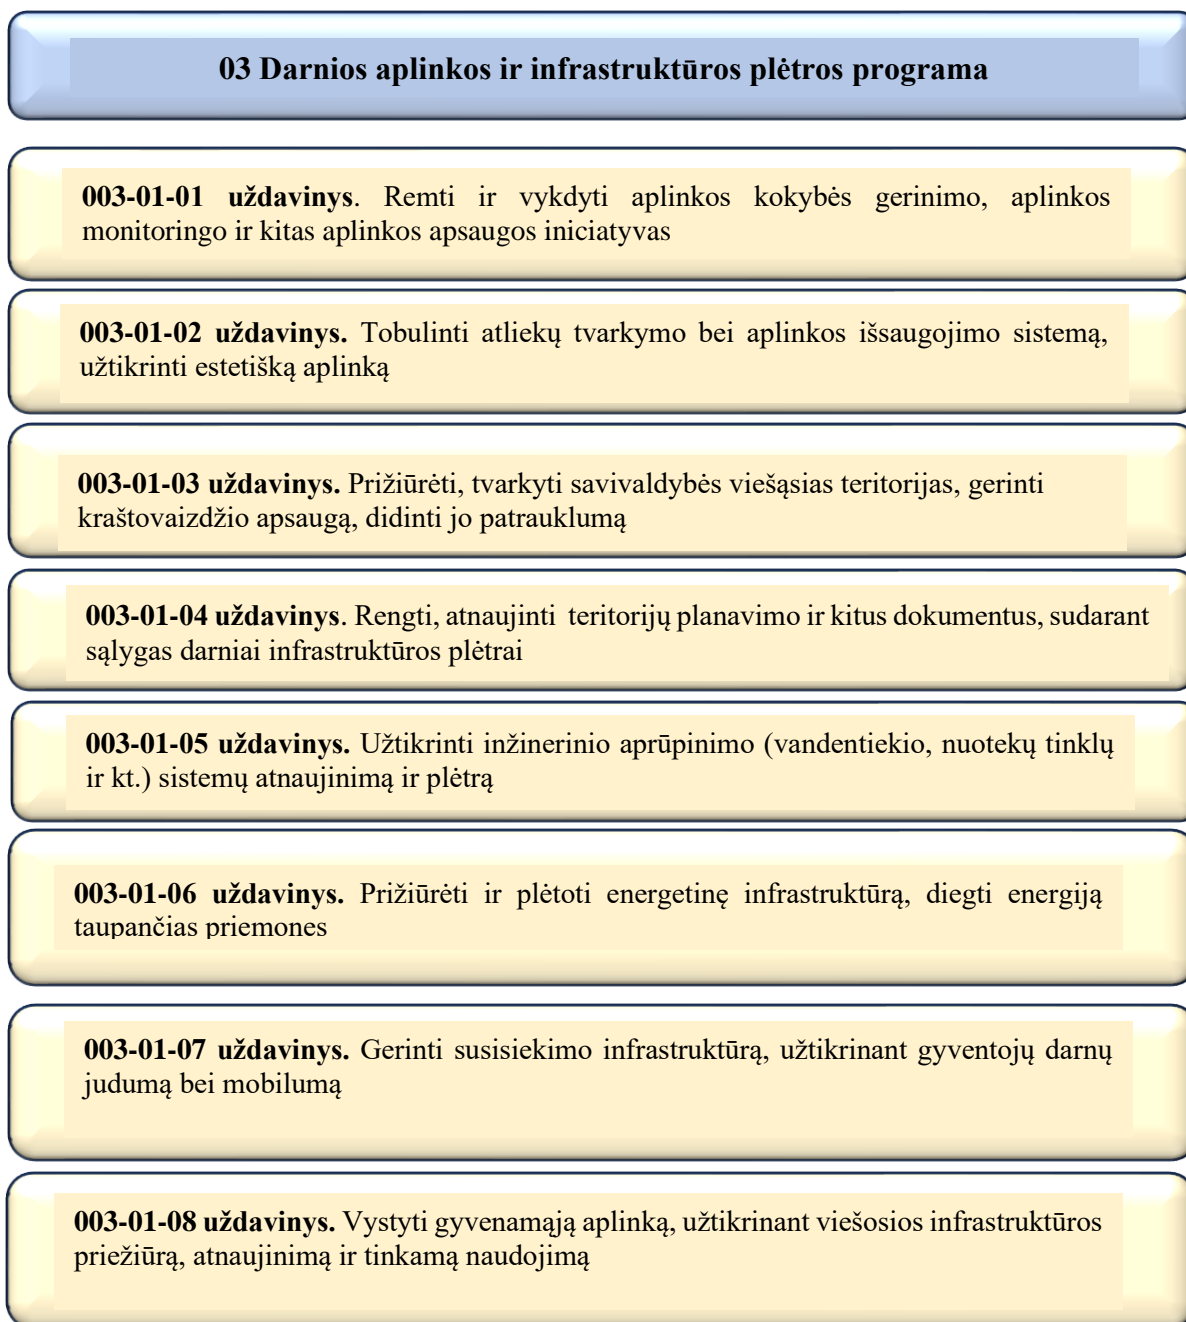 03 Darnios aplinkos ir infrastruktūros plėtros programa
003-01-01 uždavinys. Remti ir vykdyti aplinkos kokybės gerinimo, aplinkos
monitoringo ir kitas aplinkos apsaugos iniciatyvas
003-01-02 uždavinys. Tobulinti atliekų tvarkymo bei aplinkos išsaugojimo sistemą,
užtikrinti estetišką aplinką
003-01-03 uždavinys. Prižiūrėti, tvarkyti savivaldybės viešąsias teritorijas, gerinti
kraštovaizdžio apsaugą, didinti jo patrauklumą
003-01-04 uždavinys. Rengti, atnaujinti teritorijų planavimo ir kitus dokumentus, sudarant
sąlygas darniai infrastruktūros plėtrai
003-01-05 uždavinys. Užtikrinti inžinerinio aprūpinimo (vandentiekio, nuotekų tinklų
ir kt.) sistemų atnaujinimą ir plėtrą
003-01-06 uždavinys. Prižiūrėti ir plėtoti energetinę infrastruktūrą, diegti energiją
taupančias priemones
003-01-07 uždavinys. Gerinti susisiekimo infrastruktūrą, užtikrinant gyventojų darnų
judumą bei mobilumą
003-01-08 uždavinys. Vystyti gyvenamąją aplinką, užtikrinant viešosios infrastruktūros
priežiūrą, atnaujinimą ir tinkamą naudojimą